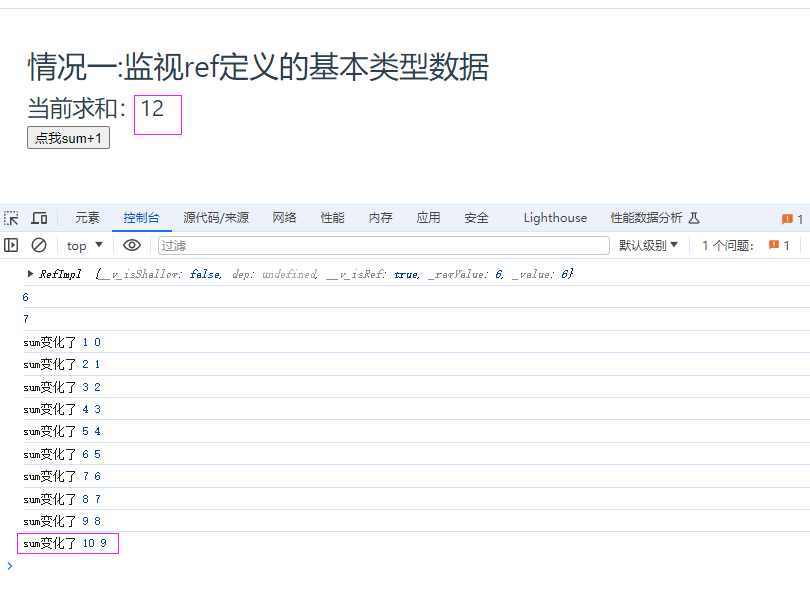 情况一:监视ref定义的基本类型数据
当前求和：12
点我sum+1
元素 控制台 源代码/来源 网络 性能 内存 应用 安全 Lighthouse 性能数据分析 1
top 过滤 默认级别 1 个问题： 1
RefImpl {__v_isShallow: false, dep: undefined, __v_isRef: true, _rawValue: 6, _value: 6}
6
7
sum变化了 1 0
sum变化了 2 1
sum变化了 3 2
sum变化了 4 3
sum变化了 5 4
sum变化了 6 5
sum变化了 7 6
sum变化了 8 7
sum变化了 9 8
sum变化了 10 9